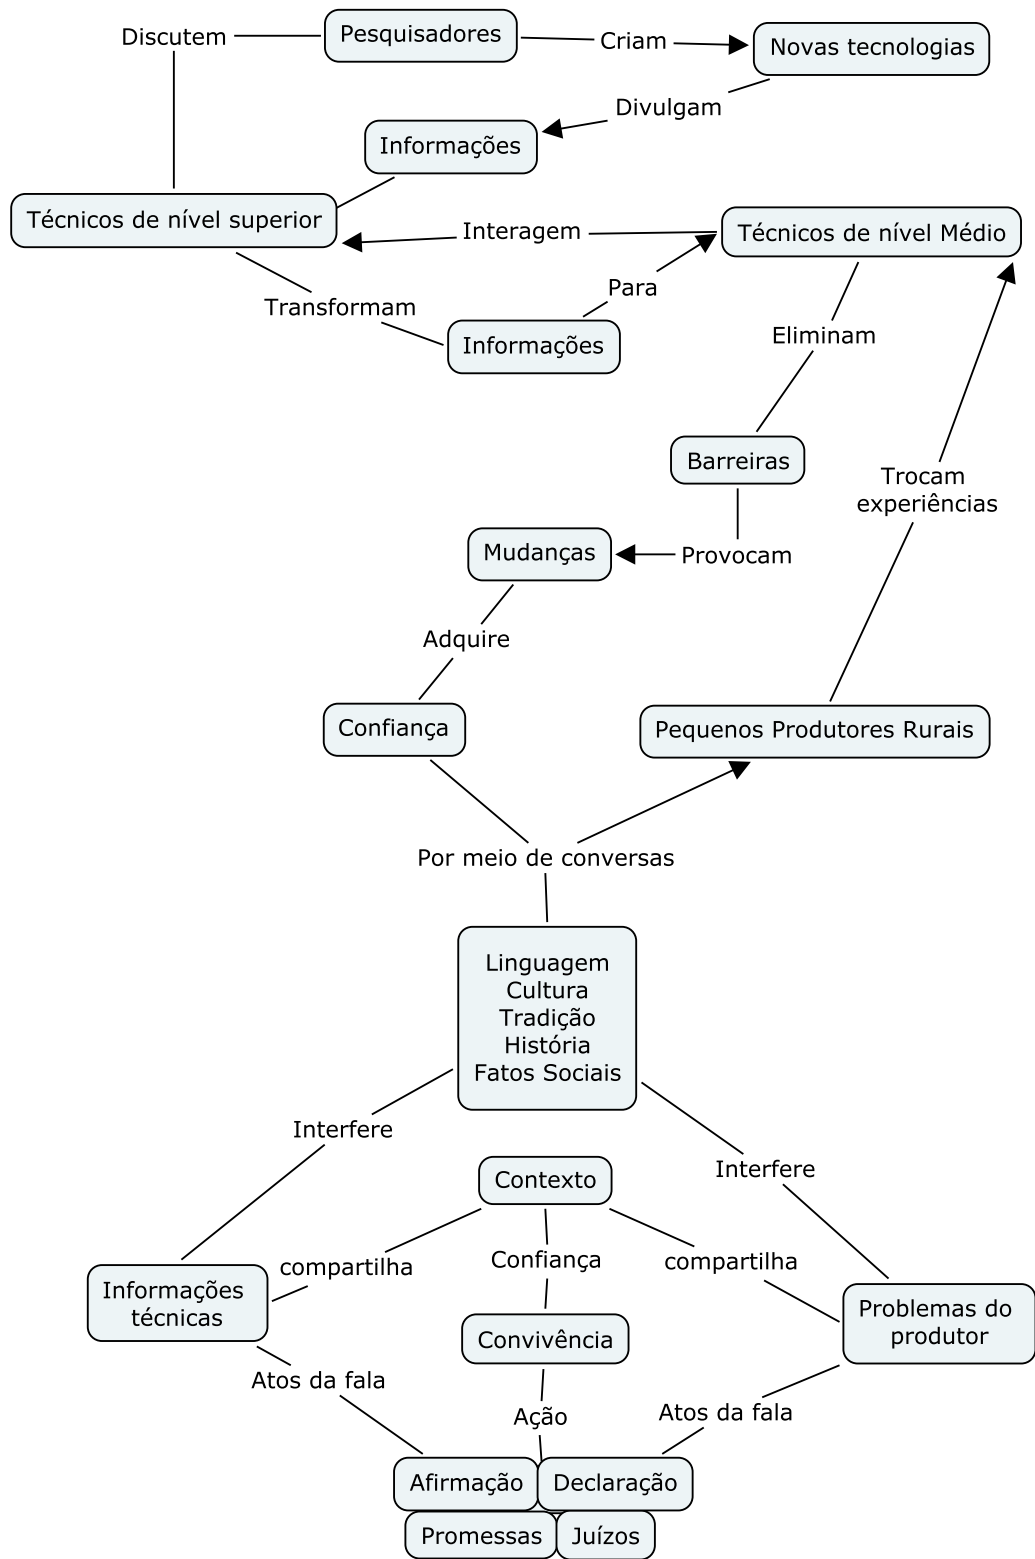 Discutem
Pesquisadores
Criam
Novas tecnologias
Divulgam
Informações
Técnicos de nível superior
Interagem
Técnicos de nível Médio
Para
Transformam
Informações
Eliminam
Barreiras
Trocam
experiências
Mudanças
Provocam
Adquire
Confiança
Pequenos Produtores Rurais
Por meio de conversas
Linguagem
Cultura
Tradição
História
Fatos Sociais
Interfere
Interfere
Contexto
compartilha
Confiança
compartilha
Informações
técnicas
Convivência
Problemas do
produtor
Atos da fala
Ação
Atos da fala
Afirmação
Declaração
Promessas
Juízos